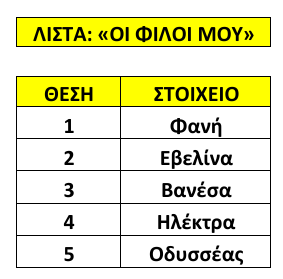 ΛΙΣΤΑ: «ΟΙ ΦΙΛΟΙ ΜΟΥ»
ΘΕΣΗ ΣΤΟΙΧΕΙΟ
1 Φανή
2 Εβελίνα
3 Βανέσα
4 Ηλέκτρα
5 Οδυσσέας